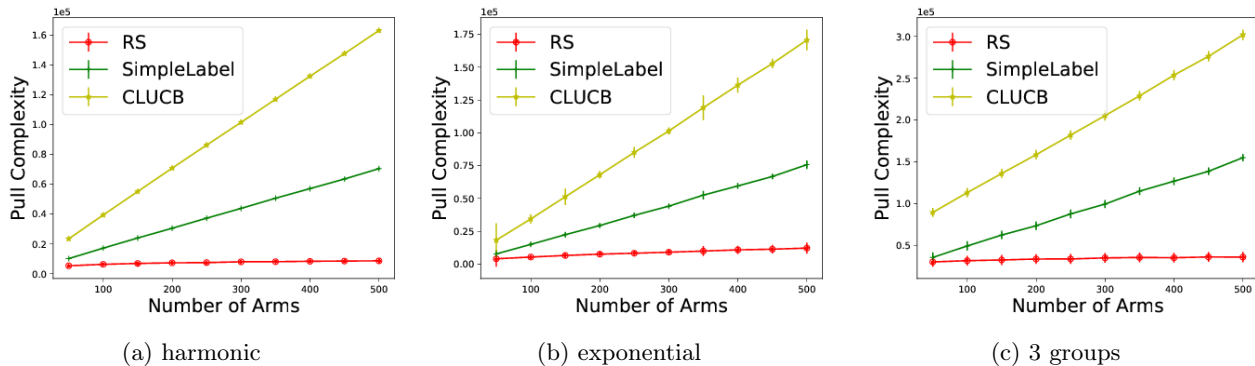 1e5
RS
SimpleLabel
CLUCB
Pull Complexity
1.6
1.4
1.2
1.0
0.8
0.6
0.4
0.2
0.0
100 200 300 400 500
Number of Arms
(a) harmonic
1e5
RS
SimpleLabel
CLUCB
Pull Complexity
1.75
1.50
1.25
1.00
0.75
0.50
0.25
0.00
100 200 300 400 500
Number of Arms
(b) exponential
1e5
RS
SimpleLabel
CLUCB
Pull Complexity
3.0
2.5
2.0
1.5
1.0
0.5
100 200 300 400 500
Number of Arms
(c) 3 groups